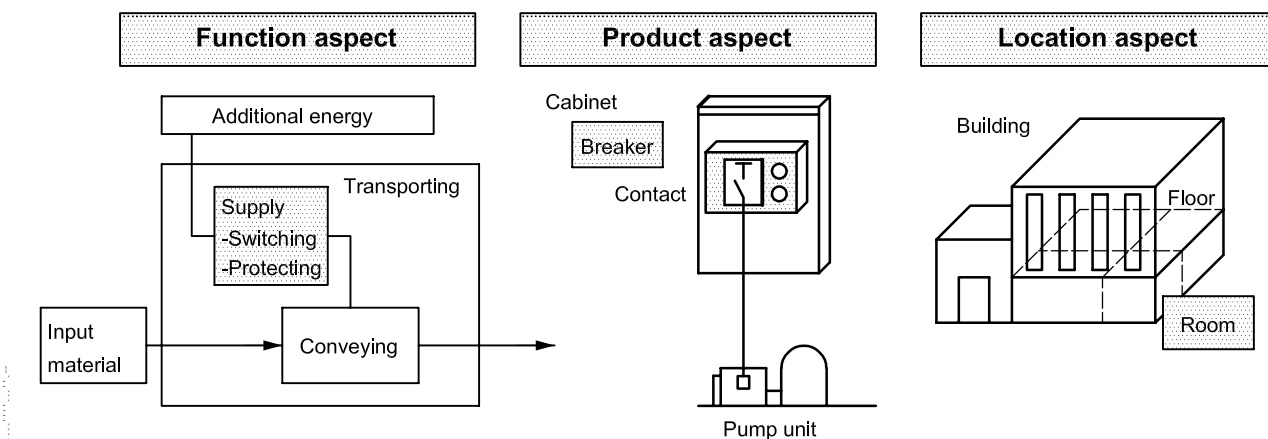 Function aspect
Product aspect
Location aspect
Additional energy
Transporting
Supply
-Switching
-Protecting
Input
material
Conveying
Cabinet
Breaker
Contact
Pump unit
Building
Floor
Room